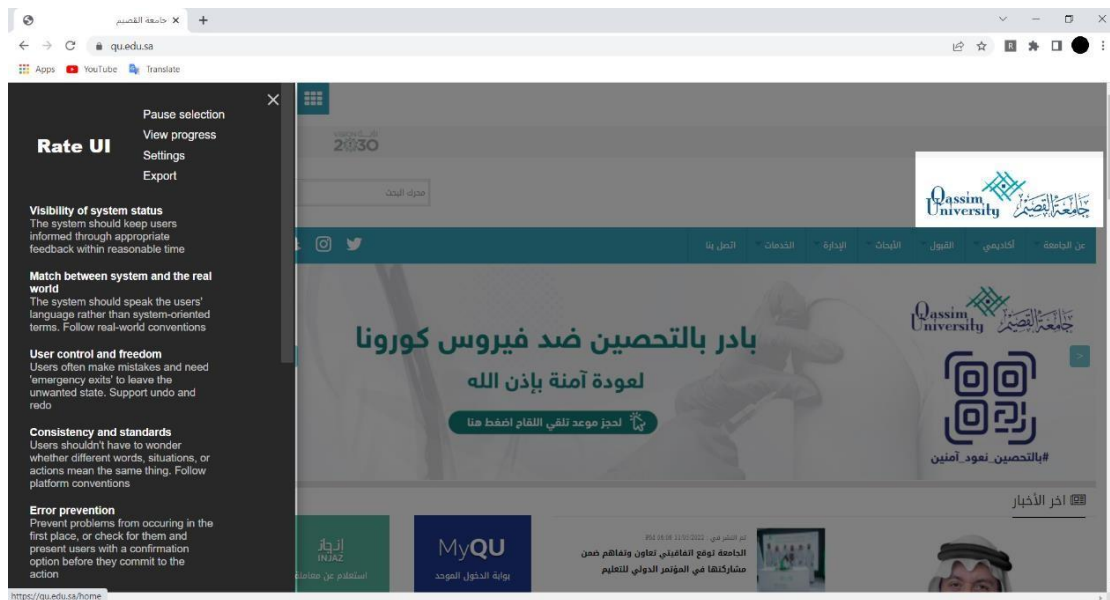 جامعة القصيم
qu.edu.sa
Apps YouTube Translate
Rate UI
Pause selection
View progress
Settings
Export
Visibility of system status
The system should keep users
informed through appropriate
feedback within reasonable time
Match between system and the real
world
The system should speak the users'
language rather than system-oriented
terms. Follow real-world conventions
User control and freedom
Users often make mistakes and need
'emergency exits' to leave the
unwanted state. Support undo and
redo
Consistency and standards
Users shouldn't have to wonder
whether different words, situations, or
actions mean the same thing. Follow
platform conventions
Error prevention
Prevent problems from occuring in the
first place, or check for them and
present users with a confirmation
option before they commit to the
action
2030
محرك البحث
Qassim University جامعة القصيم
عن الجامعة أكاديمي القبول الأبحاث الإدارة الخدمات اتصل بنا
Qassim University جامعة القصيم
بادر بالتحصين ضد فيروس كورونا
لعودة آمنة بإذن الله
لحجز موعد تلقي اللقاح اضغط هنا
#بالتحصين_نعود_آمنين
اخر الأخبار
الجامعة توقع اتفاقيتي تعاون وتفاهم ضمن
مشاركتها في المؤتمر الدولي للتعليم
MyQU
بوابة الدخول الموحد
إنجاز
INJAZ
استعلام عن معاملة
https://qu.edu.sa/home